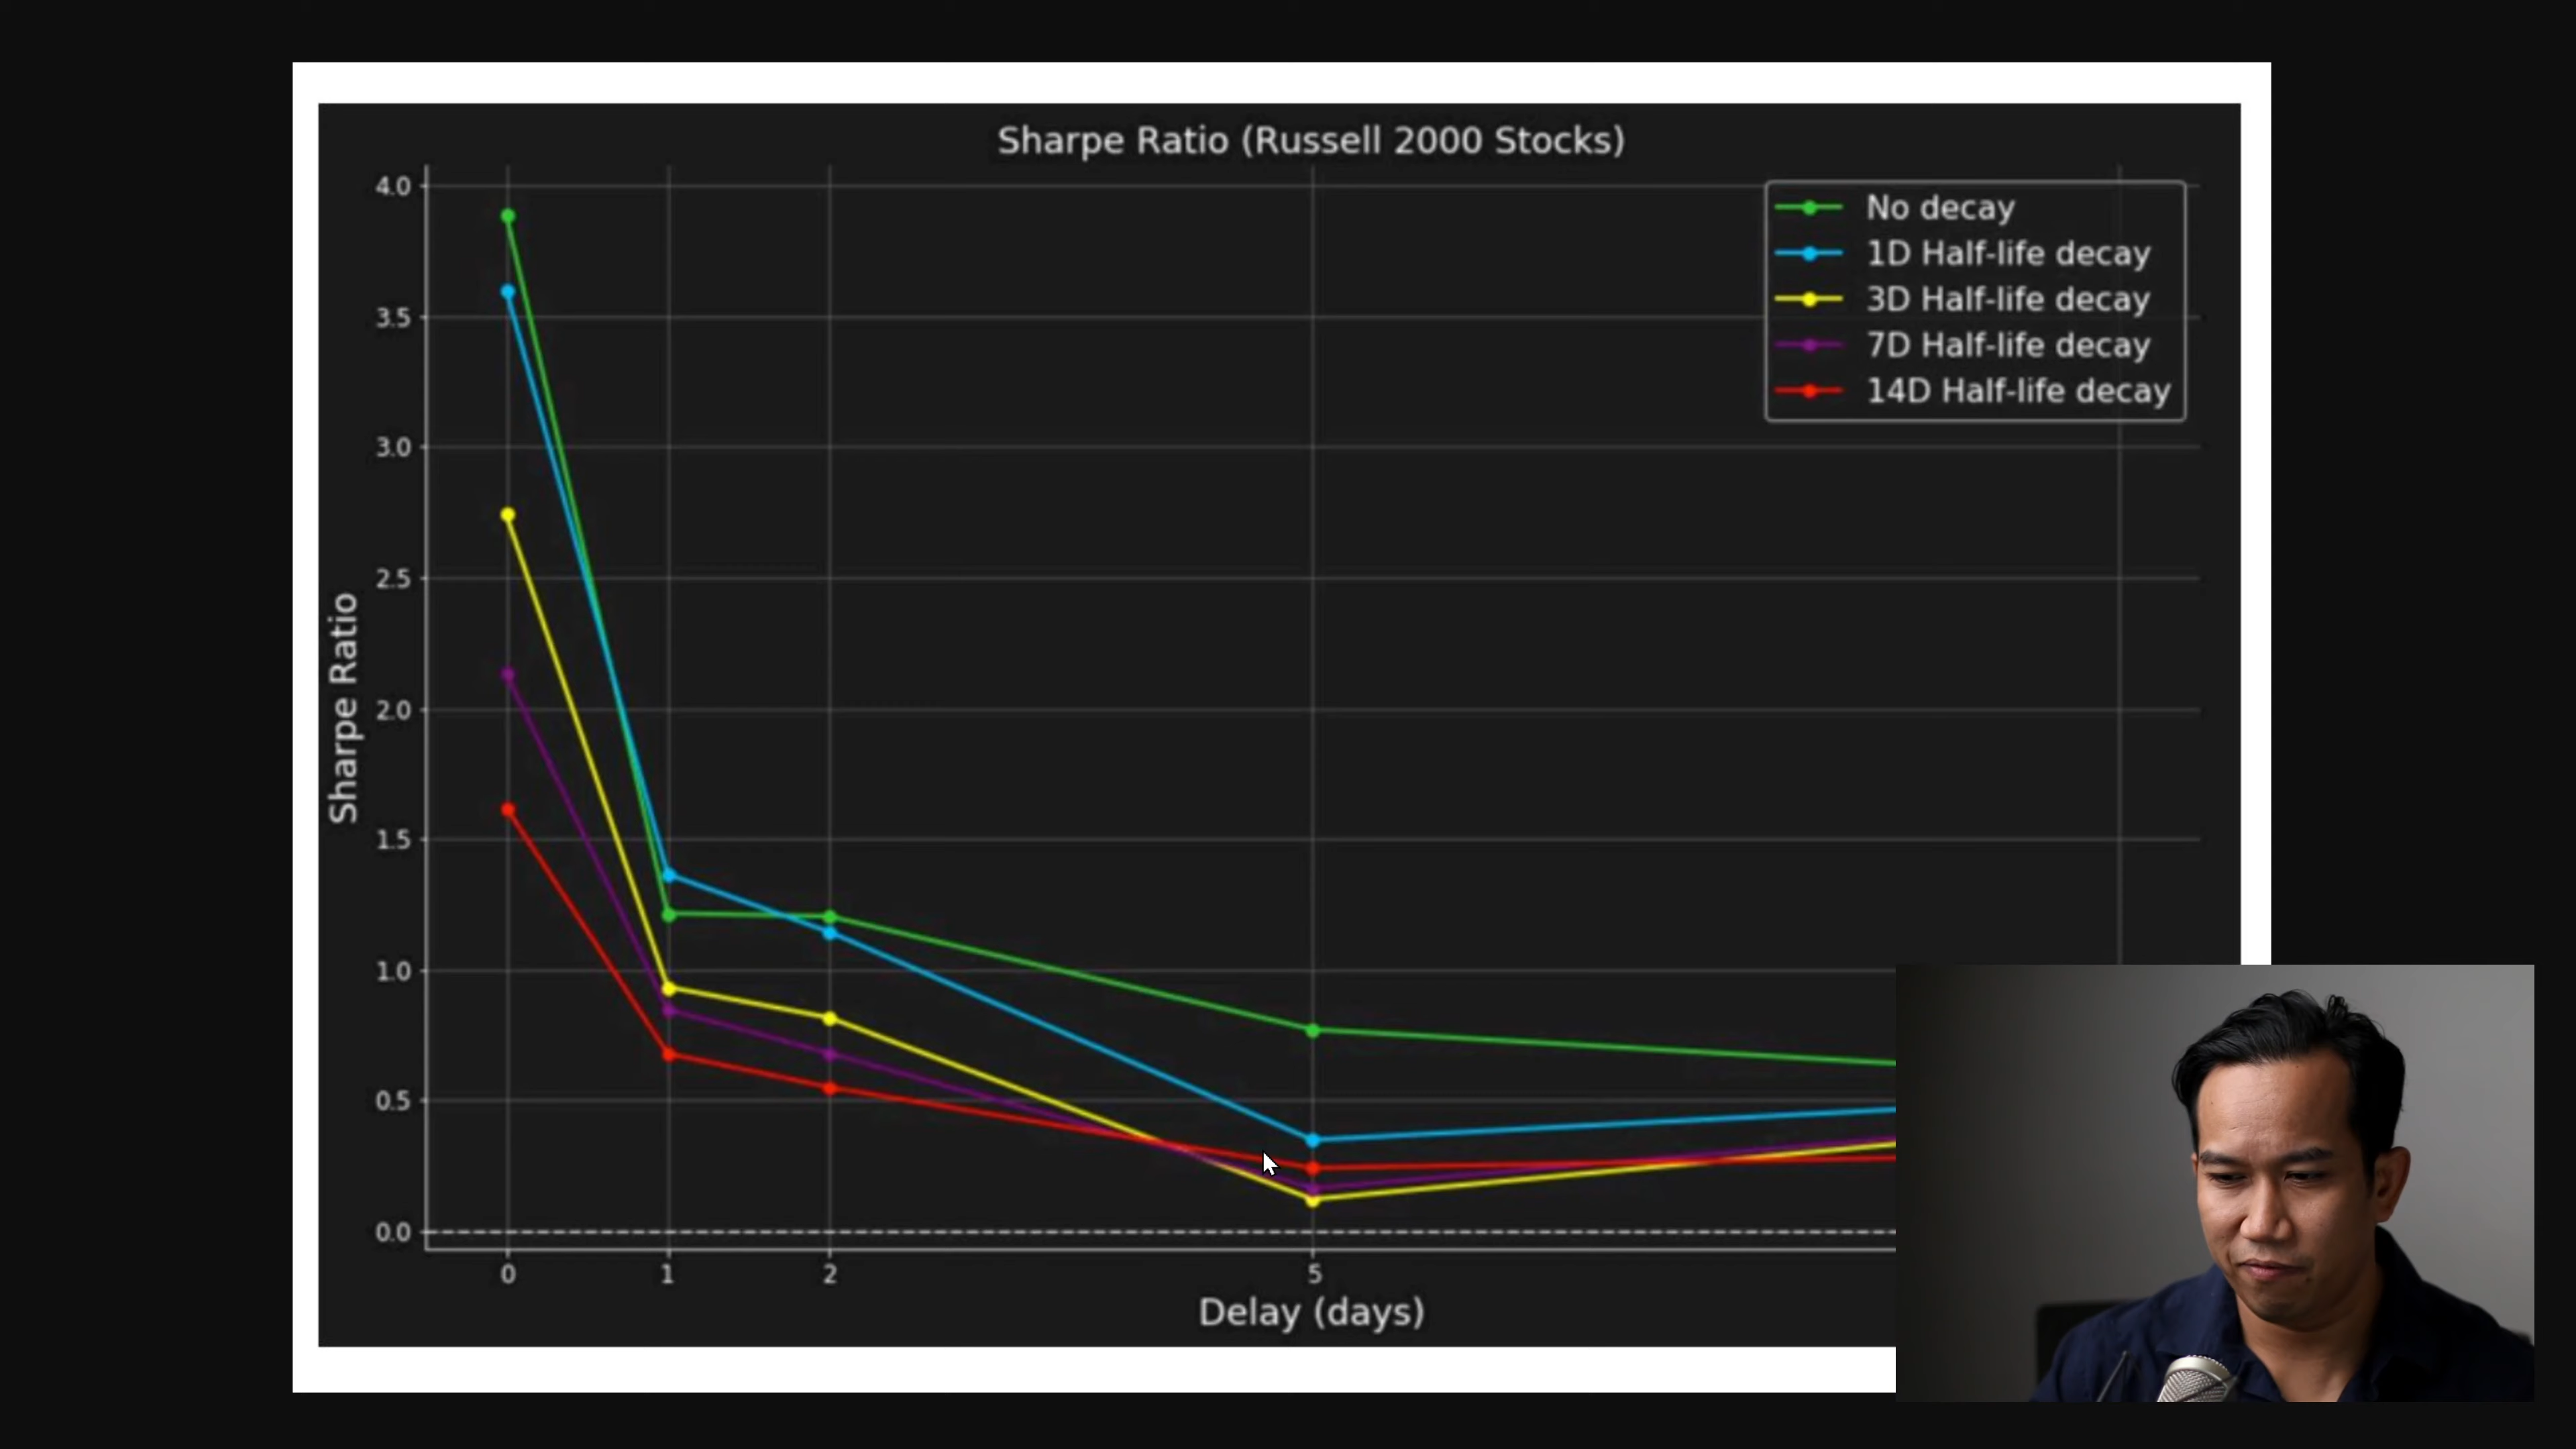 Sharpe Ratio (Russell 2000 Stocks)
No decay
1D Half-life decay
3D Half-life decay
7D Half-life decay
14D Half-life decay
Sharpe Ratio
4.0
3.5
3.0
2.5
2.0
1.5
1.0
0.5
0.0
0 1 2 5
Delay (days)